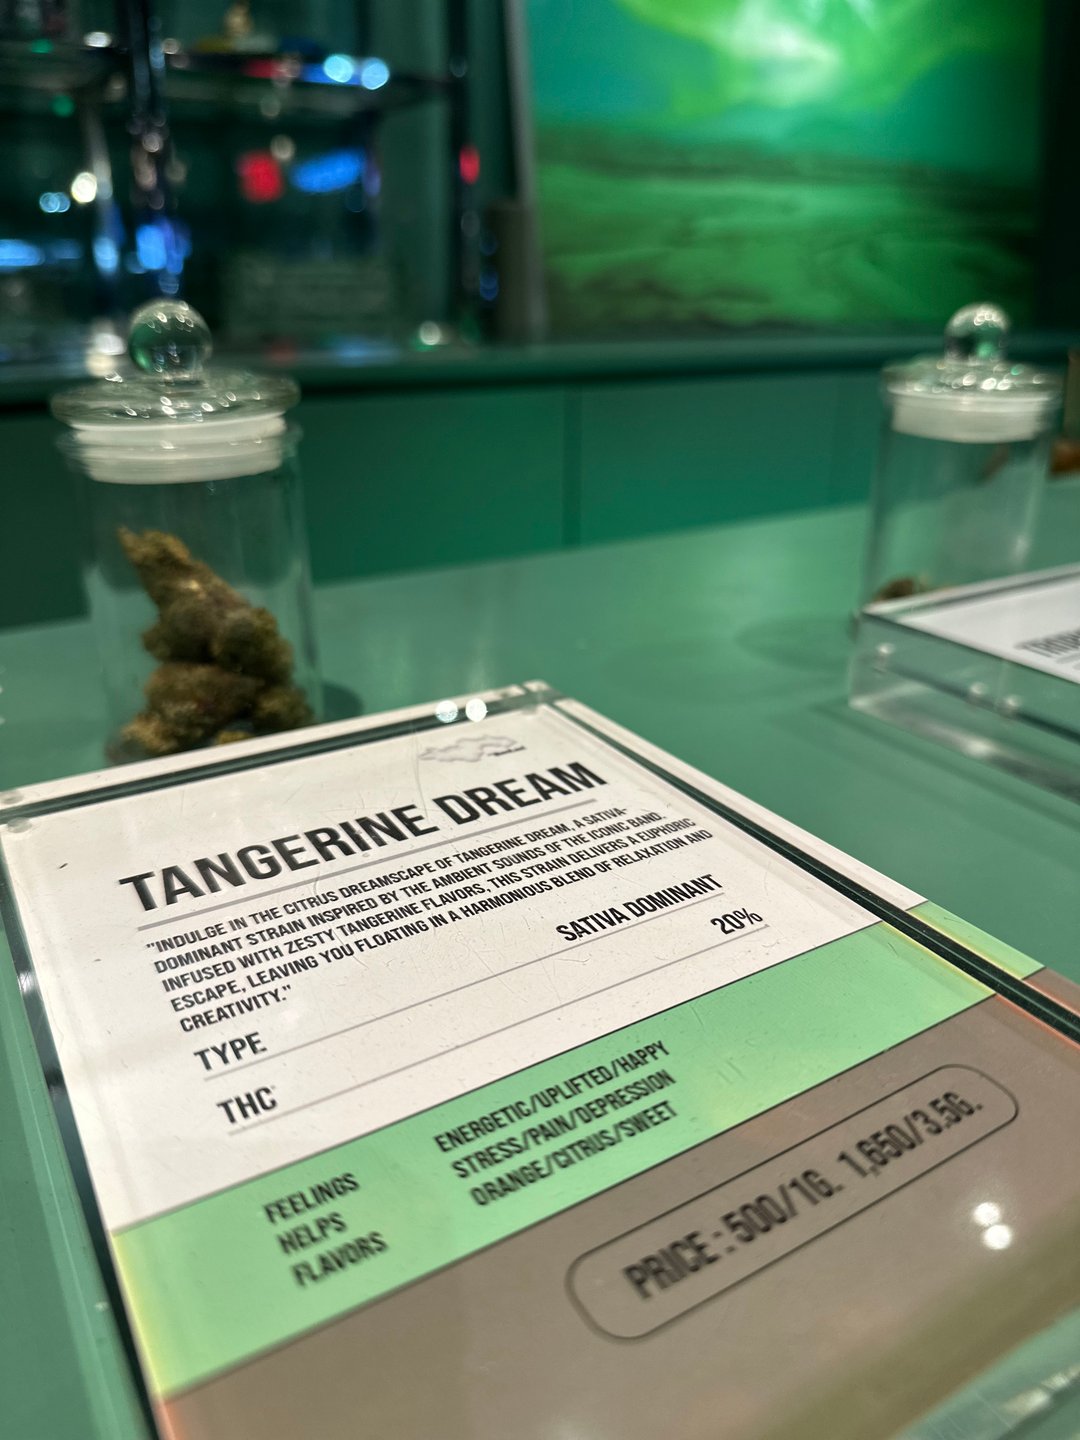 TANGERINE DREAM
"INDULGE IN THE CITRUS DREAMSCAPE OF TANGERINE DREAM, A SATIVA-
DOMINANT STRAIN INSPIRED BY THE AMBIENT SOUNDS OF THE ICONIC BAND.
INFUSED WITH ZESTY TANGERINE FLAVORS, THIS STRAIN DELIVERS A EUPHORIC
ESCAPE, LEAVING YOU FLOATING IN A HARMONIOUS BLEND OF RELAXATION AND
CREATIVITY."
TYPE SATIVA DOMINANT
THC 20%
FEELINGS ENERGETIC/UPLIFTED/HAPPY
HELPS STRESS/PAIN/DEPRESSION
FLAVORS ORANGE/CITRUS/SWEET
PRICE : 500/1G. 1,650/3.5G.